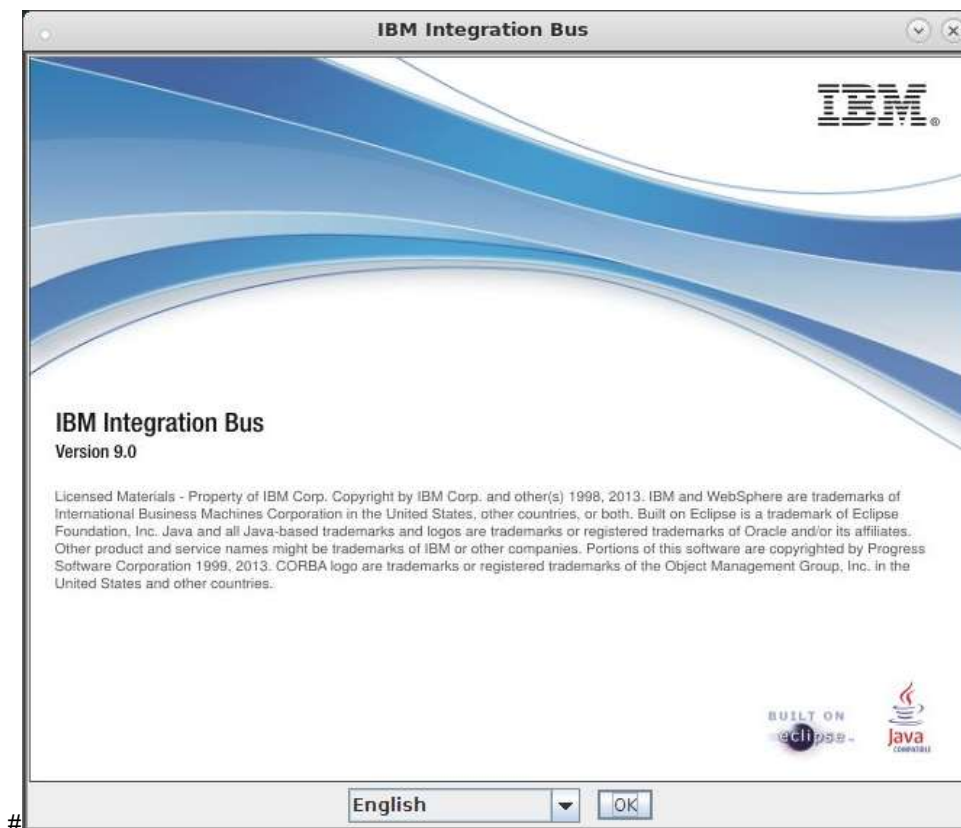 IBM Integration Bus
IBM®
IBM Integration Bus
Version 9.0
Licensed Materials - Property of IBM Corp. Copyright by IBM Corp. and other(s) 1998, 2013. IBM and WebSphere are trademarks of
International Business Machines Corporation in the United States, other countries, or both. Built on Eclipse is a trademark of Eclipse
Foundation, Inc. Java and all Java-based trademarks and logos are trademarks or registered trademarks of Oracle and/or its affiliates.
Other product and service names might be trademarks of IBM or other companies. Portions of this software are copyrighted by Progress
Software Corporation 1999, 2013. CORBA logo are trademarks or registered trademarks of the Object Management Group, Inc. in the
United States and other countries.
BUILT ON
eclipse™
Java
COMPATIBLE
English
OK
#